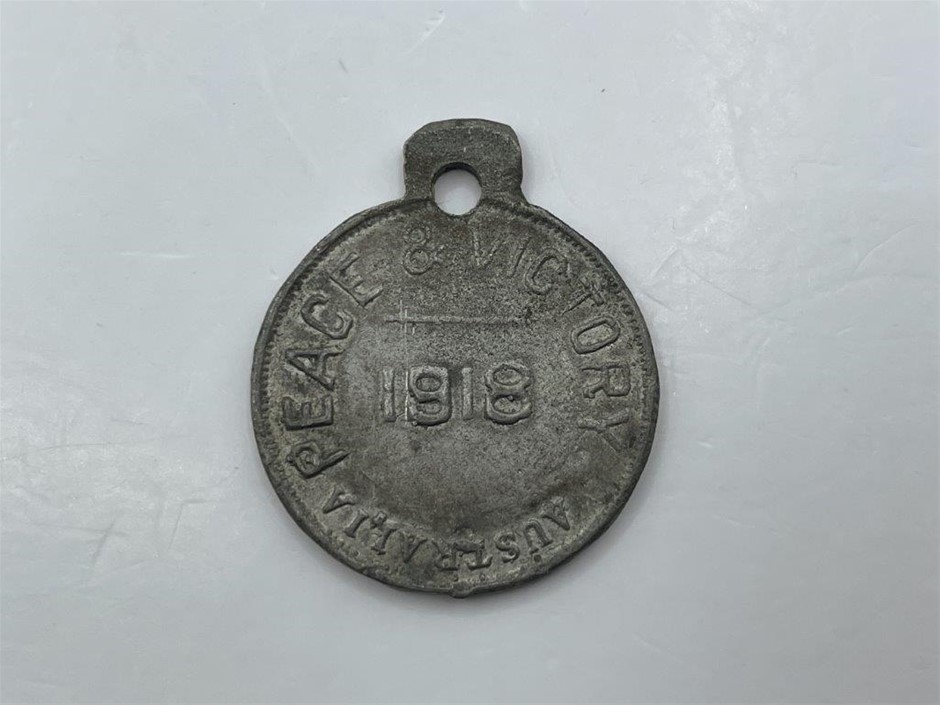 PEACE & VICTORY
1918
AUSTRALIA